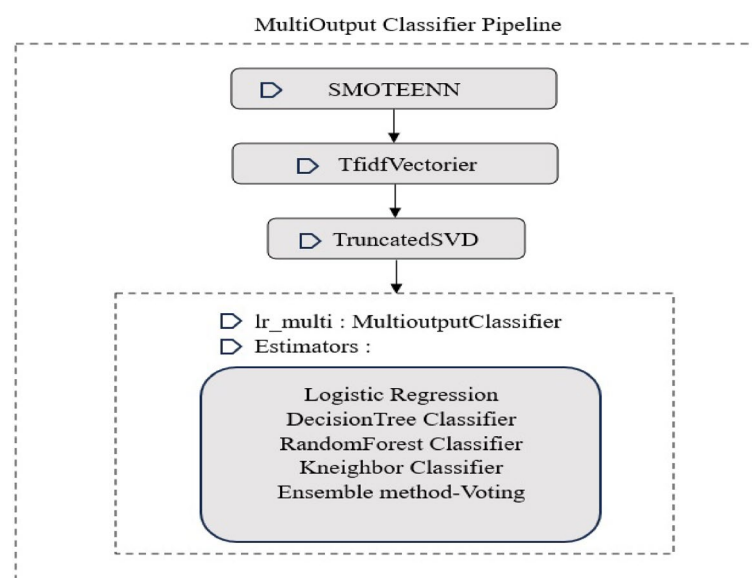 MultiOutput Classifier Pipeline
SMOTEENN
TfidfVectorier
TruncatedSVD
lr_multi : MultioutputClassifier
Estimators :
Logistic Regression
DecisionTree Classifier
RandomForest Classifier
Kneighbor Classifier
Ensemble method-Voting